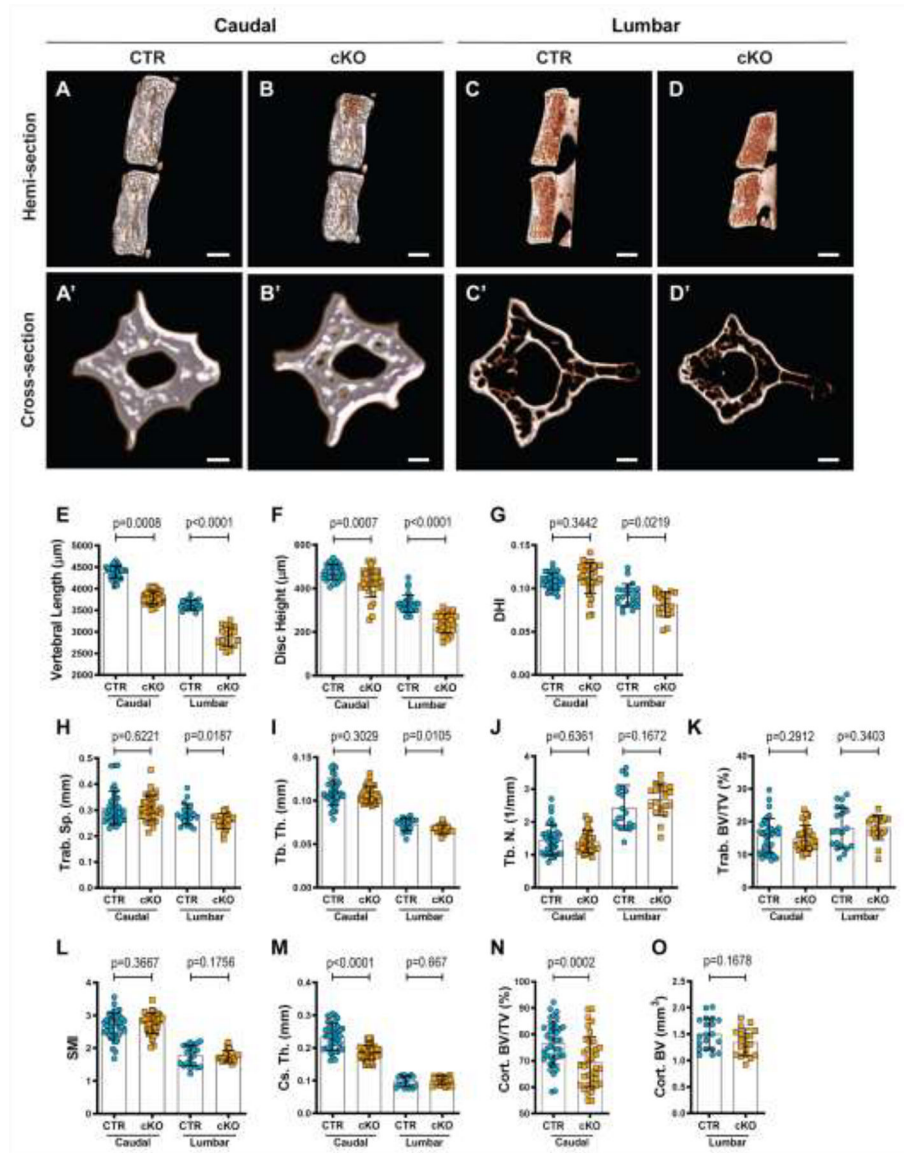 Caudal Lumbar
CTR cKO CTR cKO
Hemi-section
A B C D
Cross-section
A' B' C' D'
E
p=0.0008 p<0.0001
Vertebral Length (μm)
5000
4500
4000
3500
3000
2500
2000
CTR cKO CTR cKO
Caudal Lumbar
F
p=0.0007 p<0.0001
Disc Height (μm)
600
400
200
0
CTR cKO CTR cKO
Caudal Lumbar
G
p=0.3442 p=0.0219
DHI
0.15
0.10
0.05
0.00
CTR cKO CTR cKO
Caudal Lumbar
H
p=0.6221 p=0.0187
Trab. Sp. (mm)
0.5
0.4
0.3
0.2
0.1
0.0
CTR cKO CTR cKO
Caudal Lumbar
I
p=0.3029 p=0.0105
Tb. Th. (mm)
0.15
0.10
0.05
0.00
CTR cKO CTR cKO
Caudal Lumbar
J
p=0.6361 p=0.1672
Tb. N. (1/mm)
4
3
2
1
0
CTR cKO CTR cKO
Caudal Lumbar
K
p=0.2912 p=0.3403
Trab. BV/TV (%)
40
30
20
10
0
CTR cKO CTR cKO
Caudal Lumbar
L
p=0.3667 p=0.1756
SMI
4
3
2
1
0
CTR cKO CTR cKO
Caudal Lumbar
M
p<0.0001 p=0.667
Cs. Th. (mm)
0.4
0.3
0.2
0.1
0.0
CTR cKO CTR cKO
Caudal Lumbar
N
p=0.0002
Cort. BV/TV (%)
100
90
80
70
60
50
CTR cKO
Caudal
O
p=0.1678
Cort. BV (mm³)
2.5
2.0
1.5
1.0
0.5
0.0
CTR cKO
Lumbar